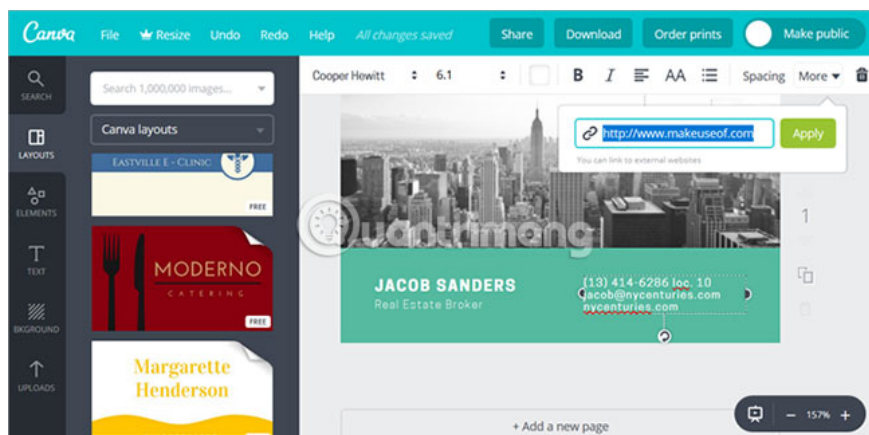 Canva File Resize Undo Redo Help All changes saved Share Download Order prints Make public
Cooper Hewitt 6.1 B I AA Spacing More
SEARCH
LAYOUTS
ELEMENTS
T
TEXT
BKGROUND
UPLOADS
Search 1,000,000 images...
Canva layouts
EASTVILLE E - CLINIC
FREE
MODERNO
CATERING
FREE
Margarette
Henderson
http://www.makeuseof.com Apply
You can link to external websites
Quantrimang
JACOB SANDERS
Real Estate Broker
(13) 414-6286 loc. 10
jacob@nycenturies.com
nycenturies.com
1
+ Add a new page
− 157% +